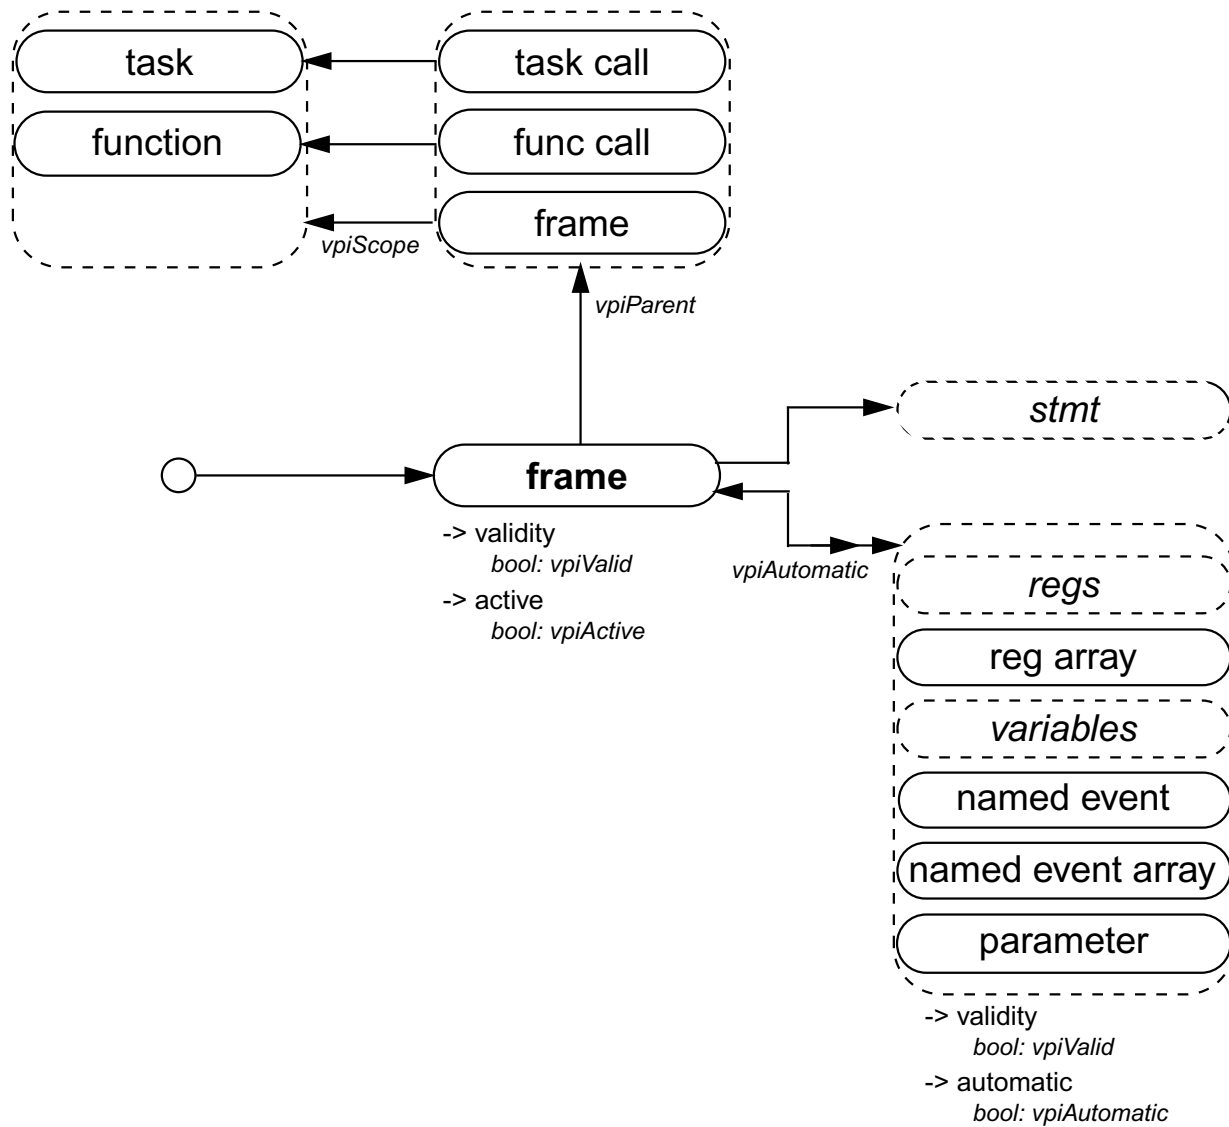 task
task call
function
func call
frame
vpiScope
vpiParent
stmt
frame
-> validity
bool: vpiValid
-> active
bool: vpiActive
vpiAutomatic
regs
reg array
variables
named event
named event array
parameter
-> validity
bool: vpiValid
-> automatic
bool: vpiAutomatic